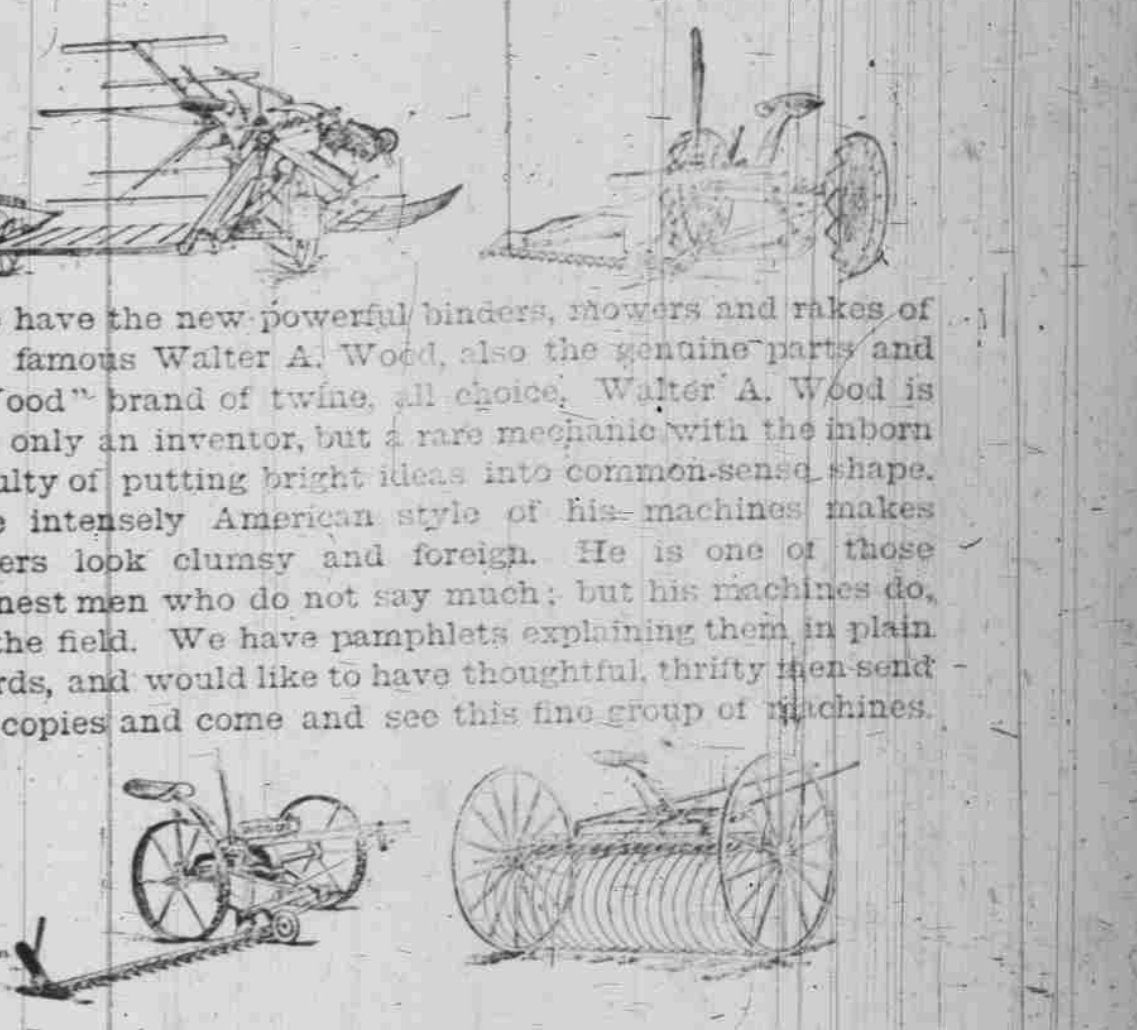 have the new powerful binders, mowers and rakes of
famous Walter A. Wood, also the genuine parts and
ood" brand of twine, all choice. Walter A. Wood is
only an inventor, but a rare mechanic with the inborn
ulty of putting bright ideas into common-sense shape.
intensely American style of his machines makes
ers look clumsy and foreign. He is one of those
nest men who do not say much; but his machines do,
the field. We have pamphlets explaining them in plain
rds, and would like to have thoughtful, thrifty men send
copies and come and see this fine group of machines.